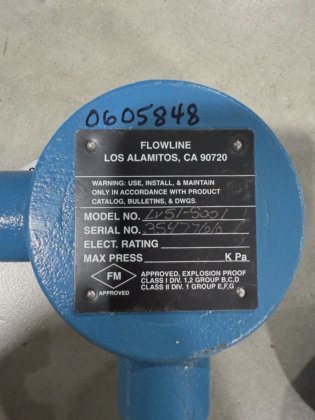 0605848
FLOWLINE
LOS ALAMITOS, CA 90720
WARNING: USE, INSTALL, & MAINTAIN
ONLY IN ACCORDANCE WITH PRODUCT
CATALOG, BULLETINS, & DWGS.
MODEL NO. LV51-5001
SERIAL NO.
ELECT. RATING
MAX PRESS. K Pa
FM
APPROVED
APPROVED, EXPLOSION PROOF
CLASS I DIV. 1,2 GROUP B,C,D
CLASS II DIV. 1 GROUP E,F,G